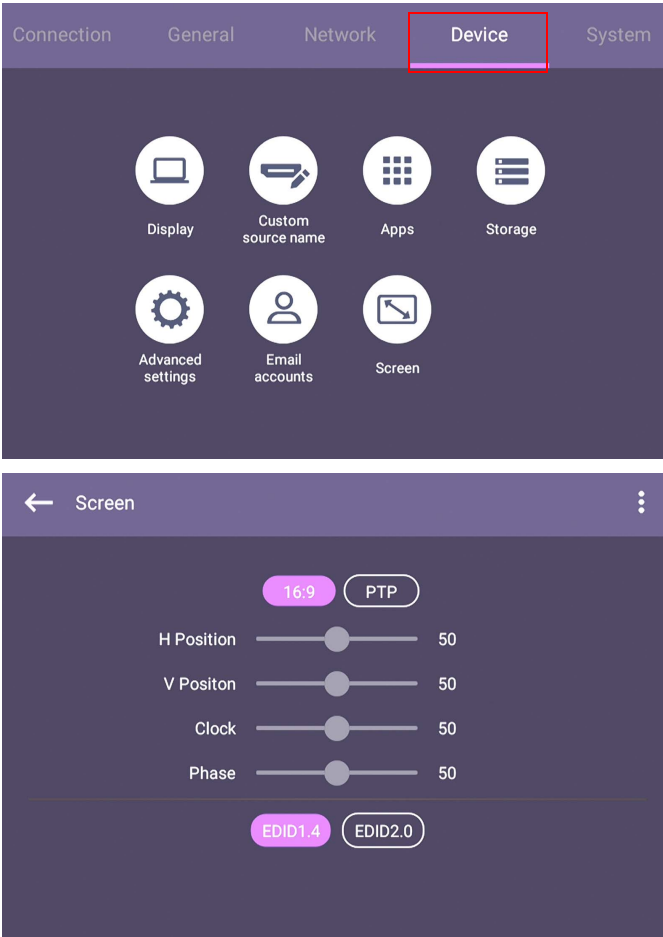 Connection General Network Device System
Display Custom source name Apps Storage
Advanced settings Email accounts Screen
Screen
16:9 PTP
H Position 50
V Positon 50
Clock 50
Phase 50
EDID1.4 EDID2.0